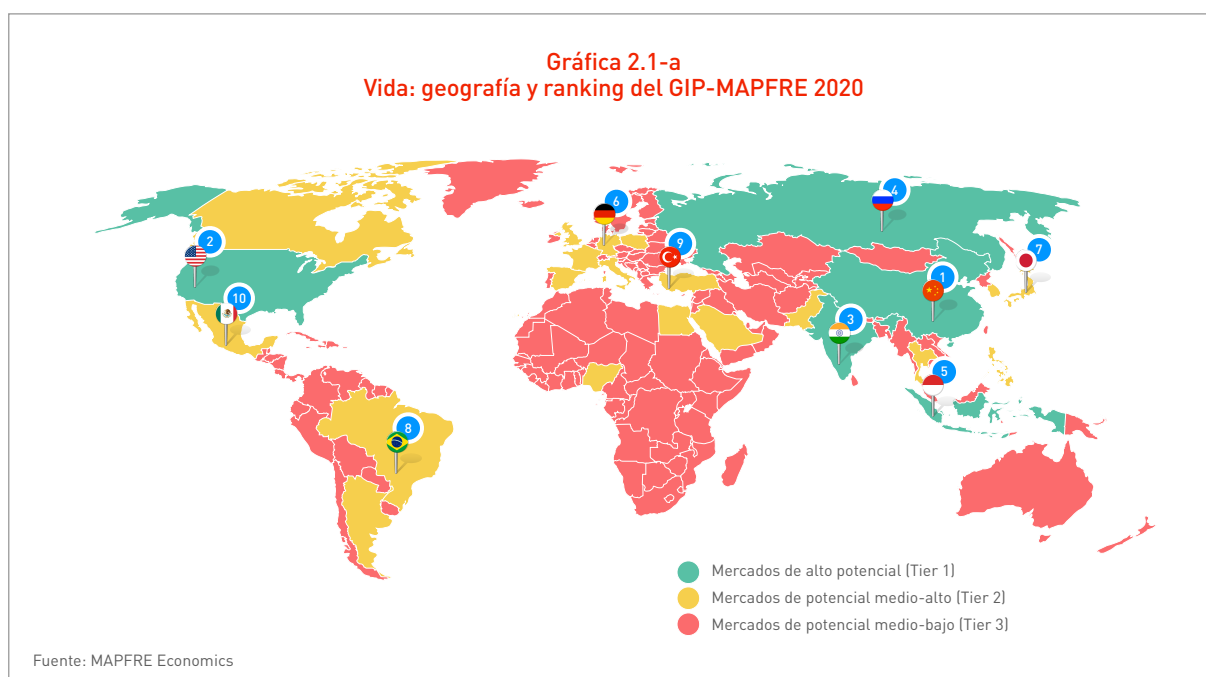 Gráfica 2.1-a
Vida: geografía y ranking del GIP-MAPFRE 2020
4
6
2
9
7
1
10
3
5
8
Mercados de alto potencial (Tier 1)
Mercados de potencial medio-alto (Tier 2)
Mercados de potencial medio-bajo (Tier 3)
Fuente: MAPFRE Economics